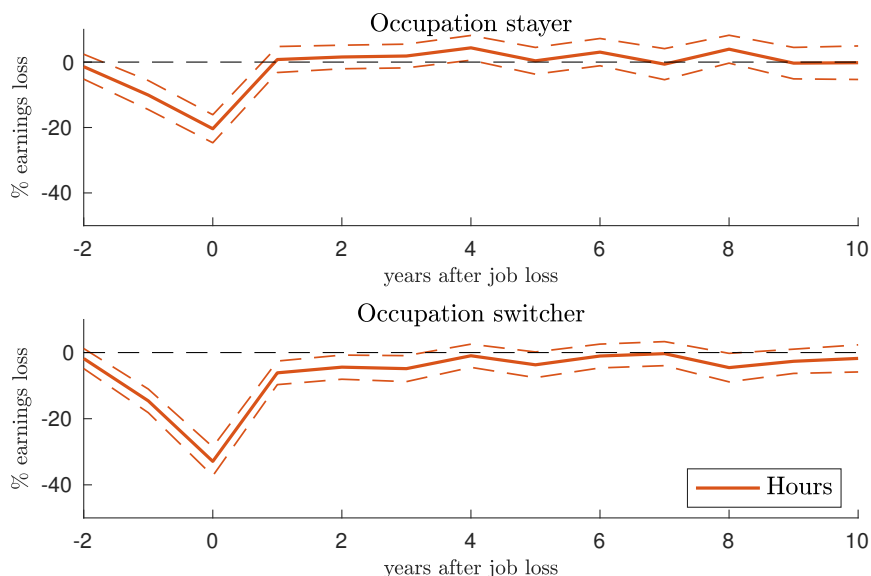 Occupation stayer
% earnings loss
0
-20
-40
-2 0 2 4 6 8 10
years after job loss
Occupation switcher
% earnings loss
0
-20
-40
Hours
-2 0 2 4 6 8 10
years after job loss